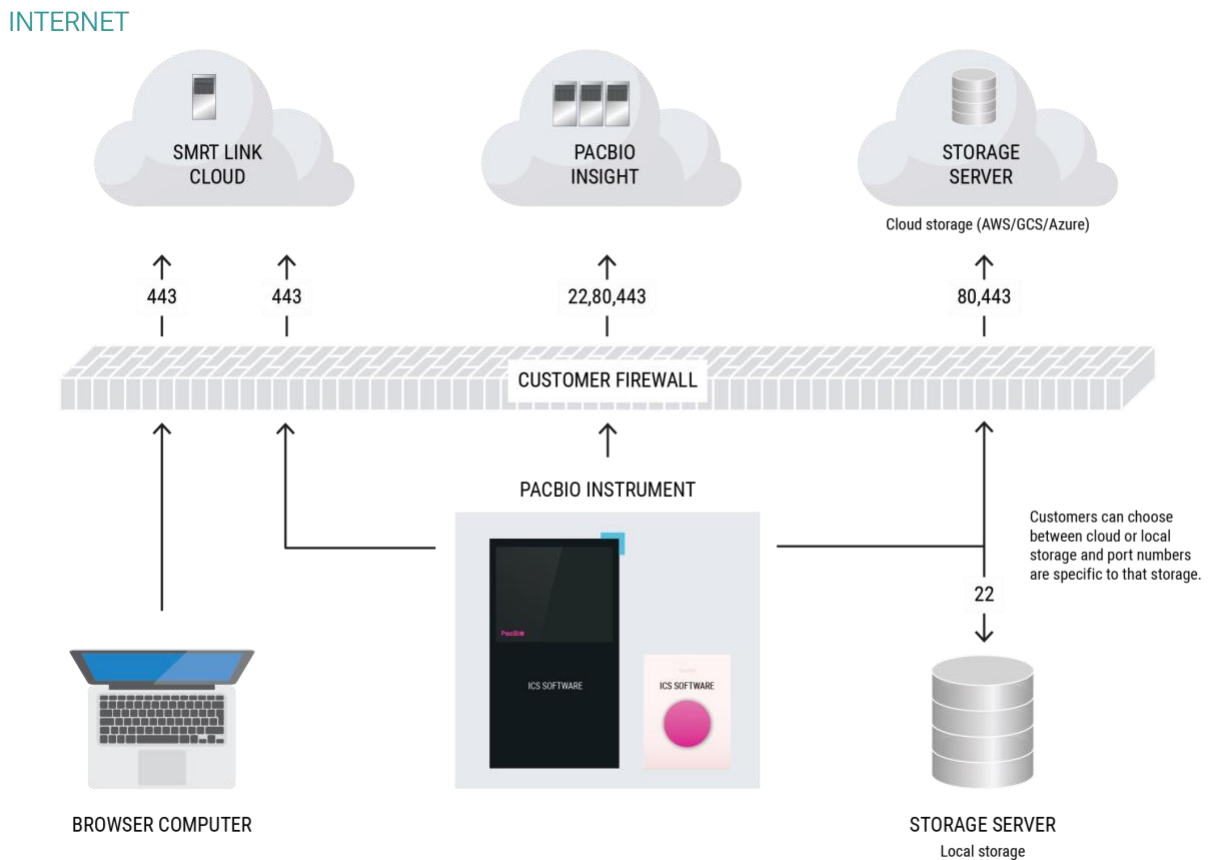 INTERNET
SMRT LINK
CLOUD
PACBIO
INSIGHT
STORAGE
SERVER
Cloud storage (AWS/GCS/Azure)
443
443
22,80,443
80,443
CUSTOMER FIREWALL
PACBIO INSTRUMENT
Customers can choose
between cloud or local
storage and port numbers
are specific to that storage.
22
PacBi
ICS SOFTWARE
ICS SOFTWARE
BROWSER COMPUTER
STORAGE SERVER
Local storage